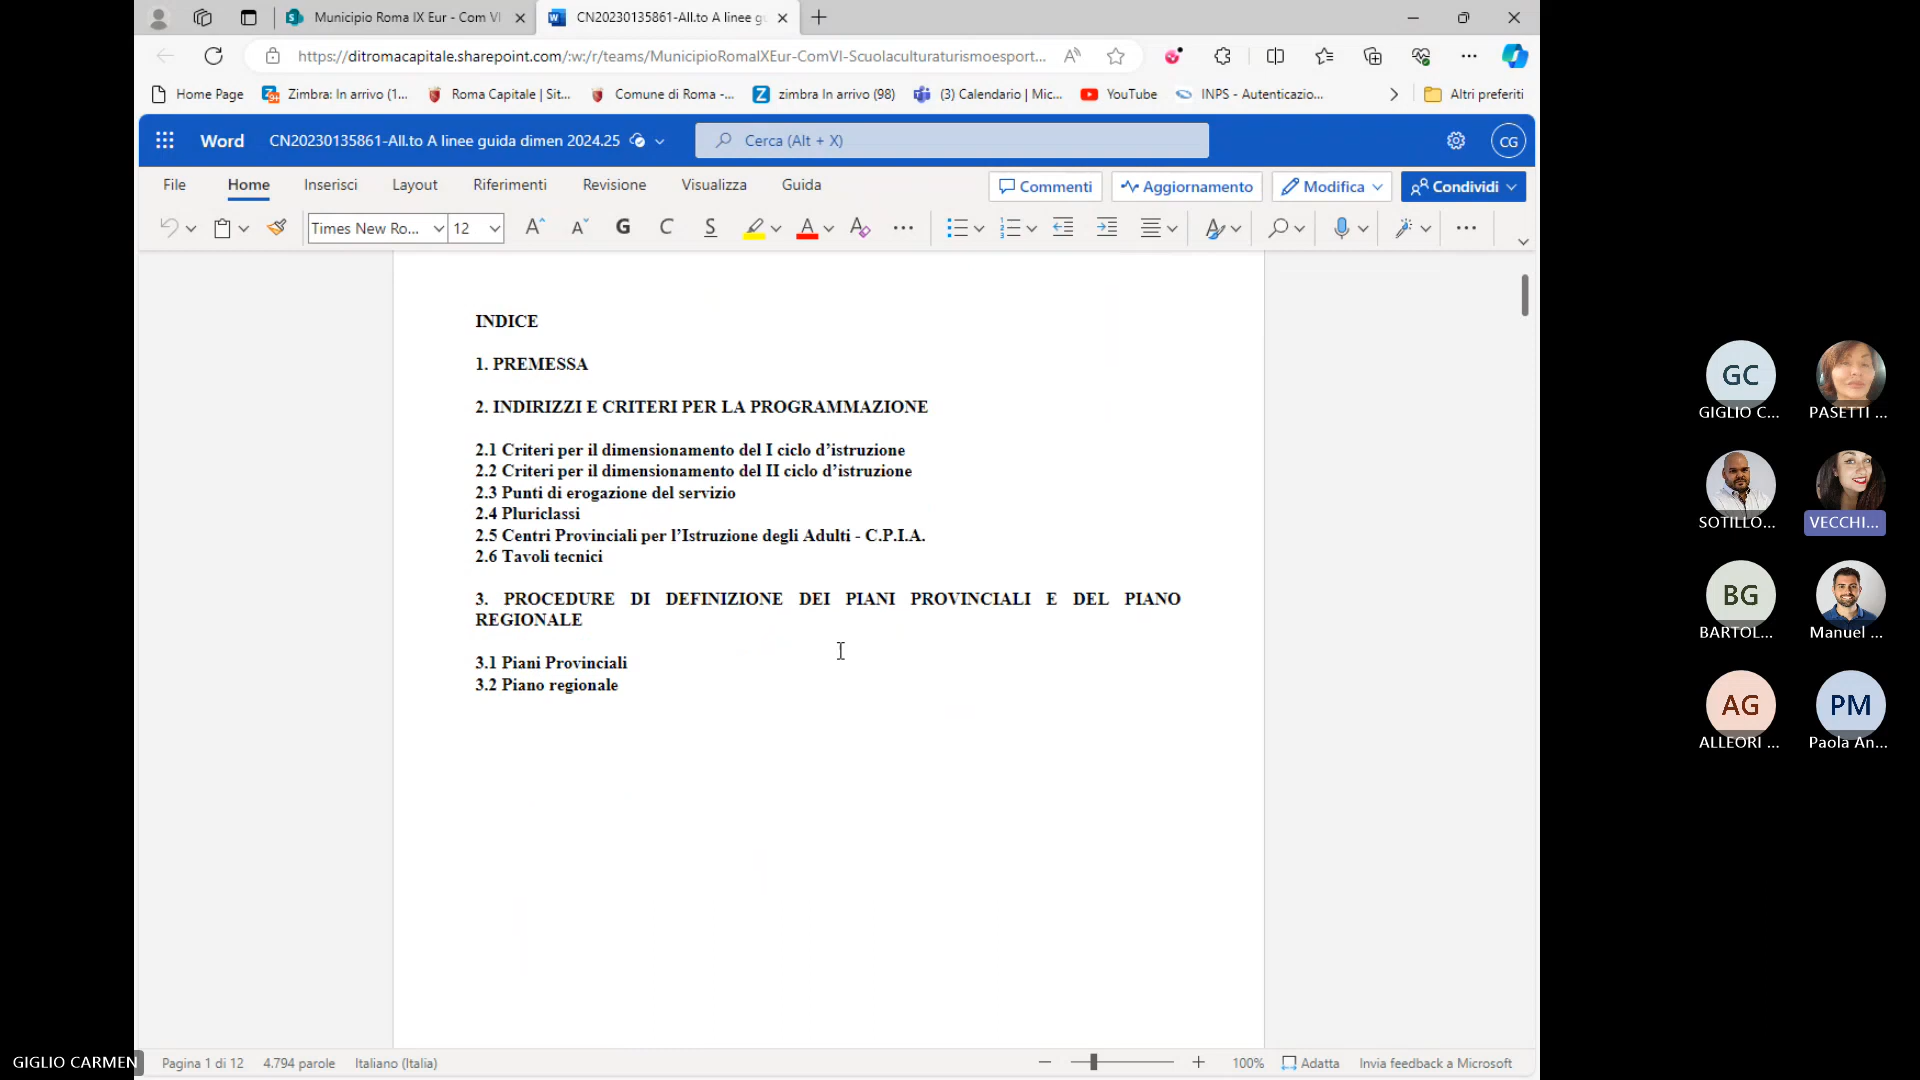 Municipio Roma IX Eur - Com VI
CN20230135861-All.to A linee g
https://ditromacapitale.sharepoint.com/:w:/r/teams/MunicipioRomaIXEur-ComVI-Scuolaculturaturismoesport...
Home Page
Zimbra: In arrivo (1...
Roma Capitale | Sit...
Comune di Roma -...
zimbra In arrivo (98)
(3) Calendario | Mic...
YouTube
INPS - Autenticazio...
Altri preferiti
Word
CN20230135861-All.to A linee guida dimen 2024.25
Cerca (Alt + X)
CG
File
Home
Inserisci
Layout
Riferimenti
Revisione
Visualizza
Guida
Commenti
Aggiornamento
Modifica
Condividi
Times New Ro...
12
G
C
S
INDICE
1. PREMESSA
2. INDIRIZZI E CRITERI PER LA PROGRAMMAZIONE
2.1 Criteri per il dimensionamento del I ciclo d’istruzione
2.2 Criteri per il dimensionamento del II ciclo d’istruzione
2.3 Punti di erogazione del servizio
2.4 Pluriclassi
2.5 Centri Provinciali per l’Istruzione degli Adulti - C.P.I.A.
2.6 Tavoli tecnici
3. PROCEDURE DI DEFINIZIONE DEI PIANI PROVINCIALI E DEL PIANO
REGIONALE
3.1 Piani Provinciali
3.2 Piano regionale
GC
GIGLIO C...
PASETTI ...
SOTILLO...
VECCHI...
BG
BARTOL...
Manuel ...
AG
ALLEORI ...
PM
Paola An...
GIGLIO CARMEN
Pagina 1 di 12
4.794 parole
Italiano (Italia)
100%
Adatta
Invia feedback a Microsoft